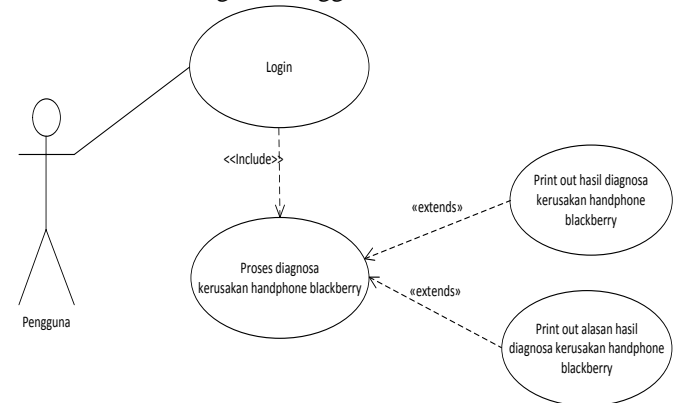 Login
<<Include>>
Print out hasil diagnosa
kerusakan handphone
blackberry
«extends»
Proses diagnosa
kerusakan handphone blackberry
«extends»
Pengguna
Print out alasan hasil
diagnosa kerusakan handphone
blackberry